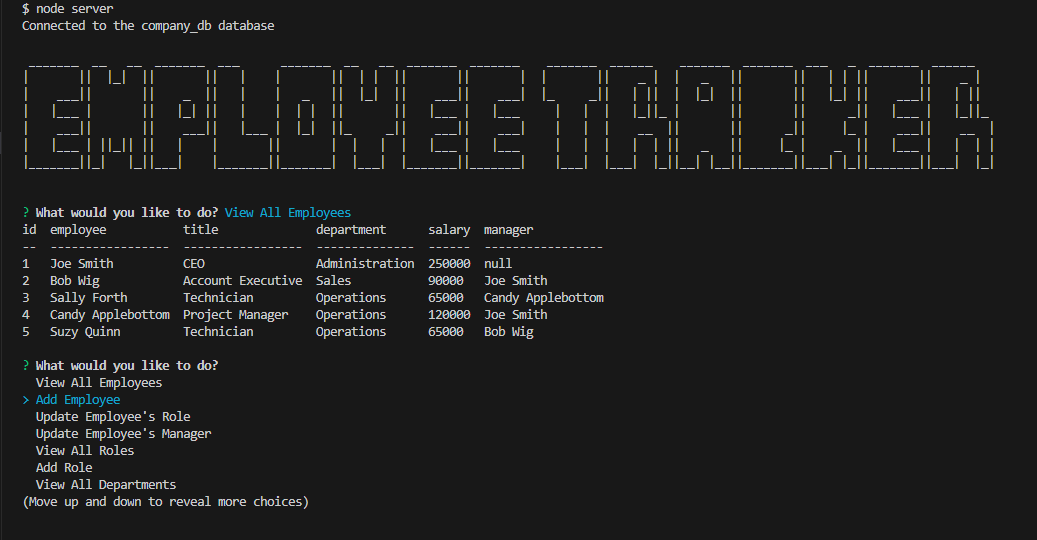 $ node server
Connected to the company_db database
EMPLOYEE TRACKER
? What would you like to do? View All Employees
id  employee           title              department      salary  manager
--  -----------------  -----------------  --------------  ------  -----------------
1   Joe Smith          CEO                Administration  250000  null
2   Bob Wig            Account Executive  Sales           90000   Joe Smith
3   Sally Forth        Technician         Operations      65000   Candy Applebottom
4   Candy Applebottom  Project Manager    Operations      120000  Joe Smith
5   Suzy Quinn         Technician         Operations      65000   Bob Wig
? What would you like to do?
View All Employees
> Add Employee
Update Employee's Role
Update Employee's Manager
View All Roles
Add Role
View All Departments
(Move up and down to reveal more choices)